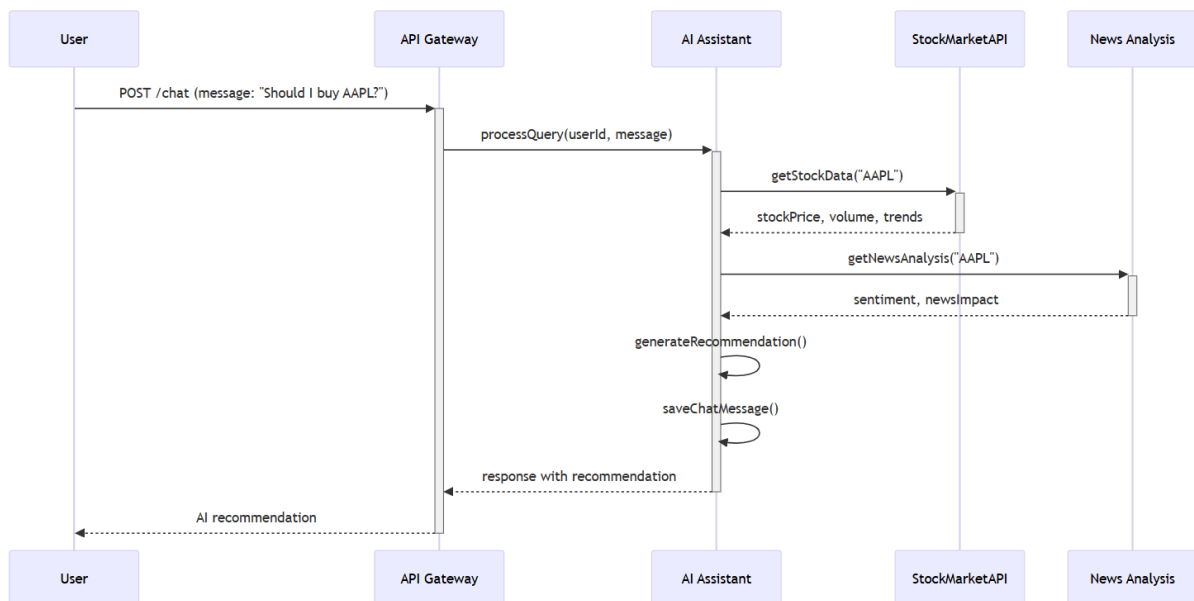 User
API Gateway
AI Assistant
StockMarketAPI
News Analysis
POST /chat (message: "Should I buy AAPL?")
processQuery(userId, message)
getStockData("AAPL")
stockPrice, volume, trends
getNewsAnalysis("AAPL")
sentiment, newsImpact
generateRecommendation()
saveChatMessage()
response with recommendation
AI recommendation
User
API Gateway
AI Assistant
StockMarketAPI
News Analysis